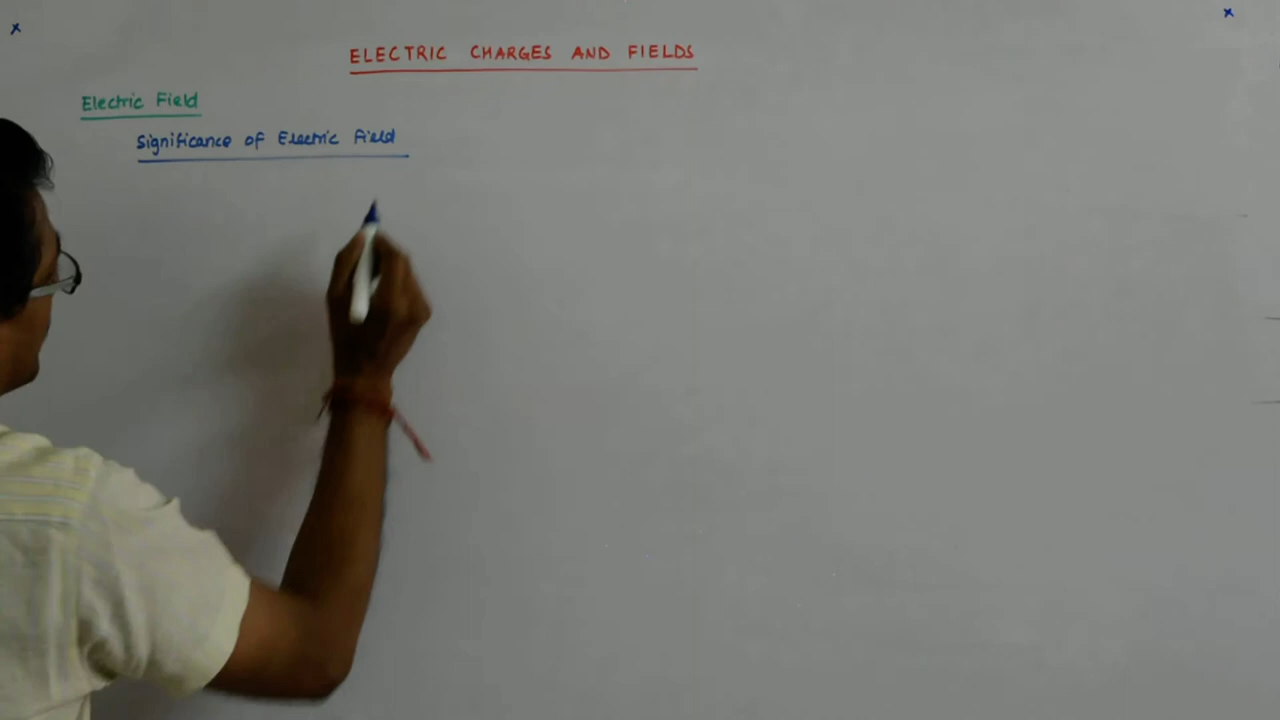 x x
ELECTRIC CHARGES AND FIELDS
Electric Field
Significance of Electric Field